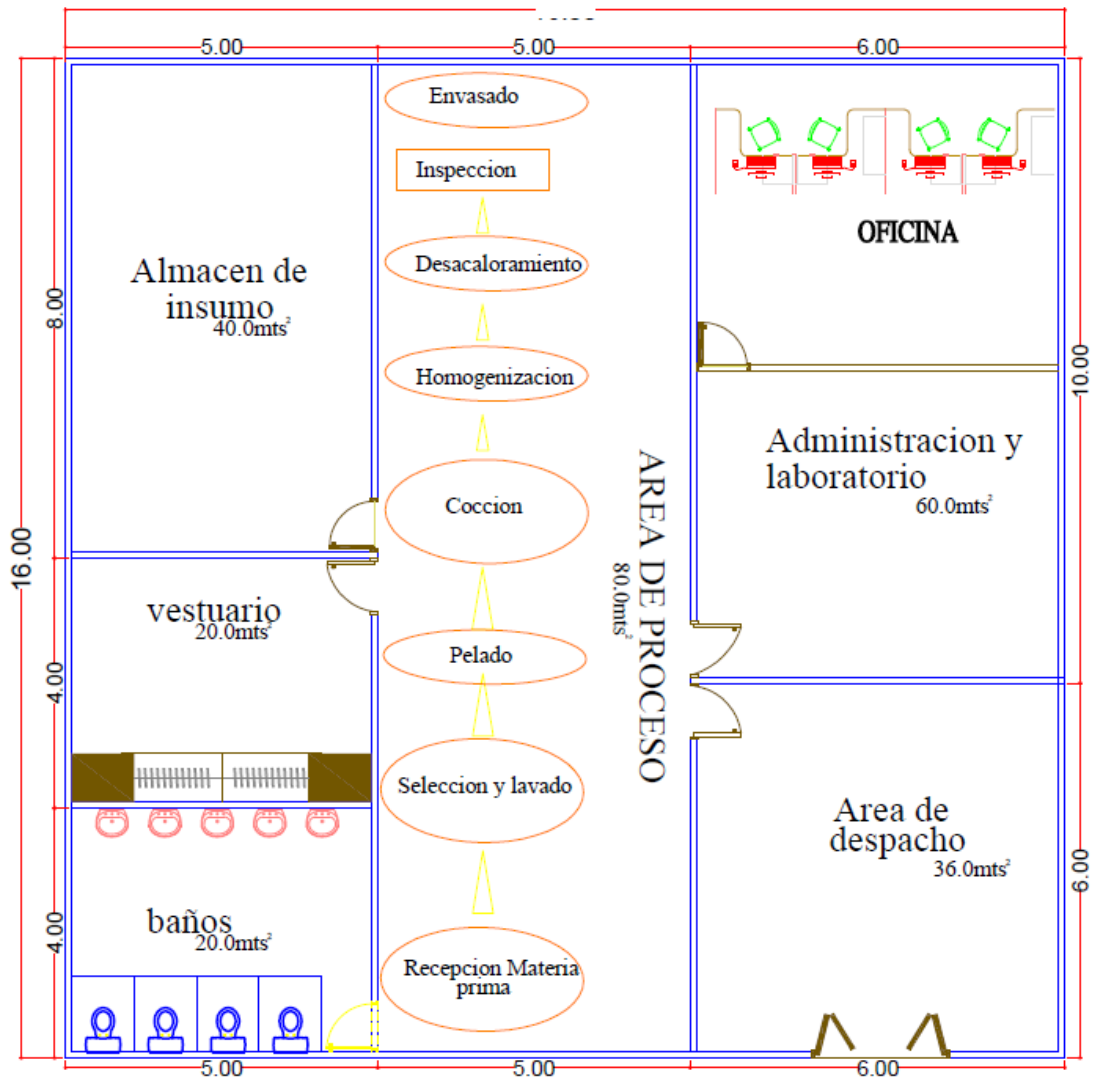 5.00
5.00
6.00
Envasado
Inspeccion
Desacaloramiento
Homogenizacion
Coccion
Pelado
Seleccion y lavado
Recepcion Materia
prima
Almacen de
insumo
40.0mts²
vestuario
20.0mts²
baños
20.0mts²
AREA DE PROCESO
80.0mts²
OFICINA
Administracion y
laboratorio
60.0mts²
Area de
despacho
36.0mts²
16.00
8.00
4.00
4.00
10.00
6.00
5.00
5.00
6.00